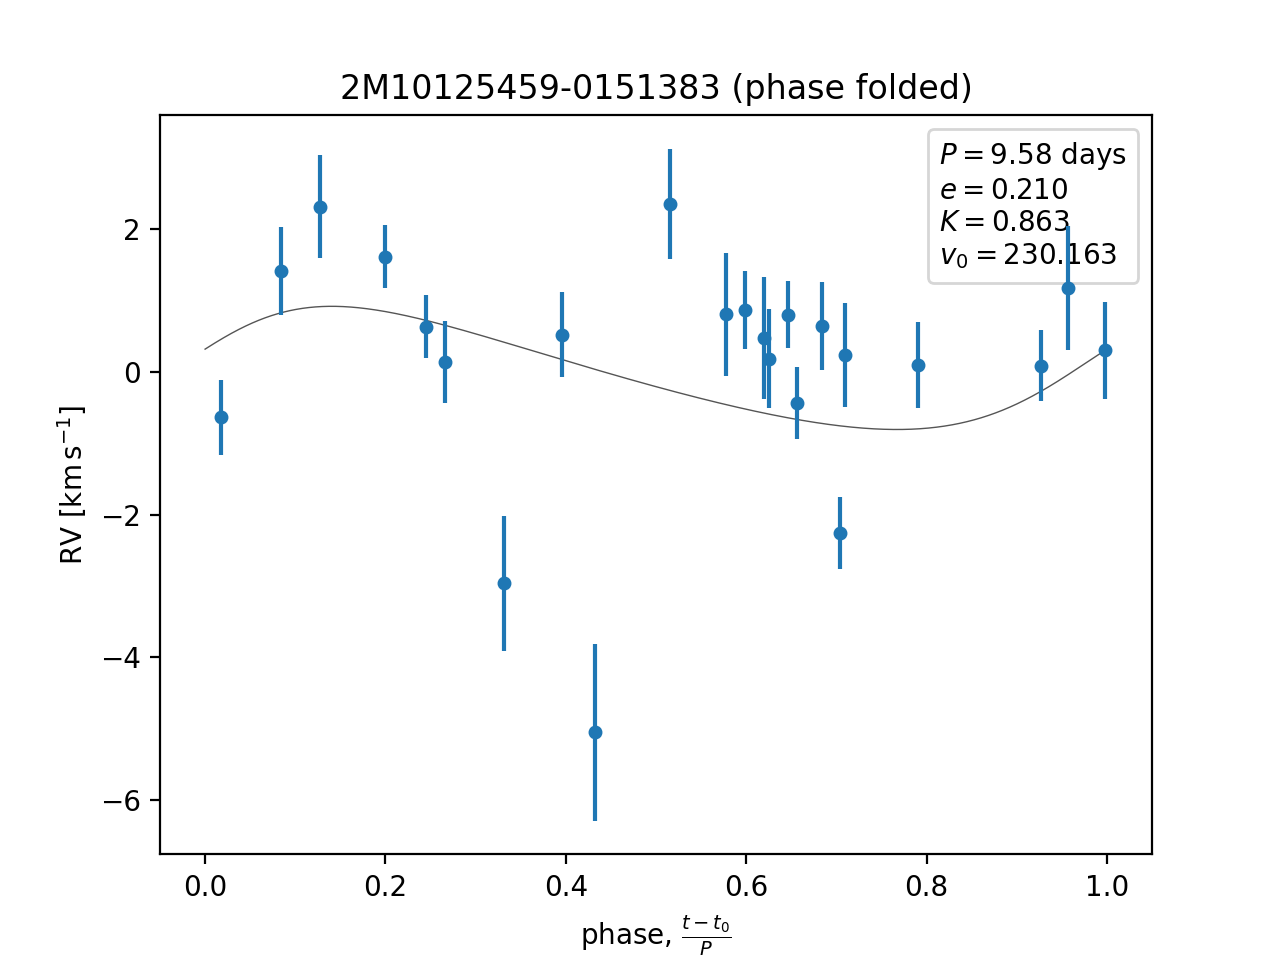 2M10125459-0151383 (phase folded)
P = 9.58 days
e = 0.210
K = 0.863
v₀ = 230.163
RV [km s⁻¹]
2
0
−2
−4
−6
0.0 0.2 0.4 0.6 0.8 1.0
phase, (t − t₀)/P